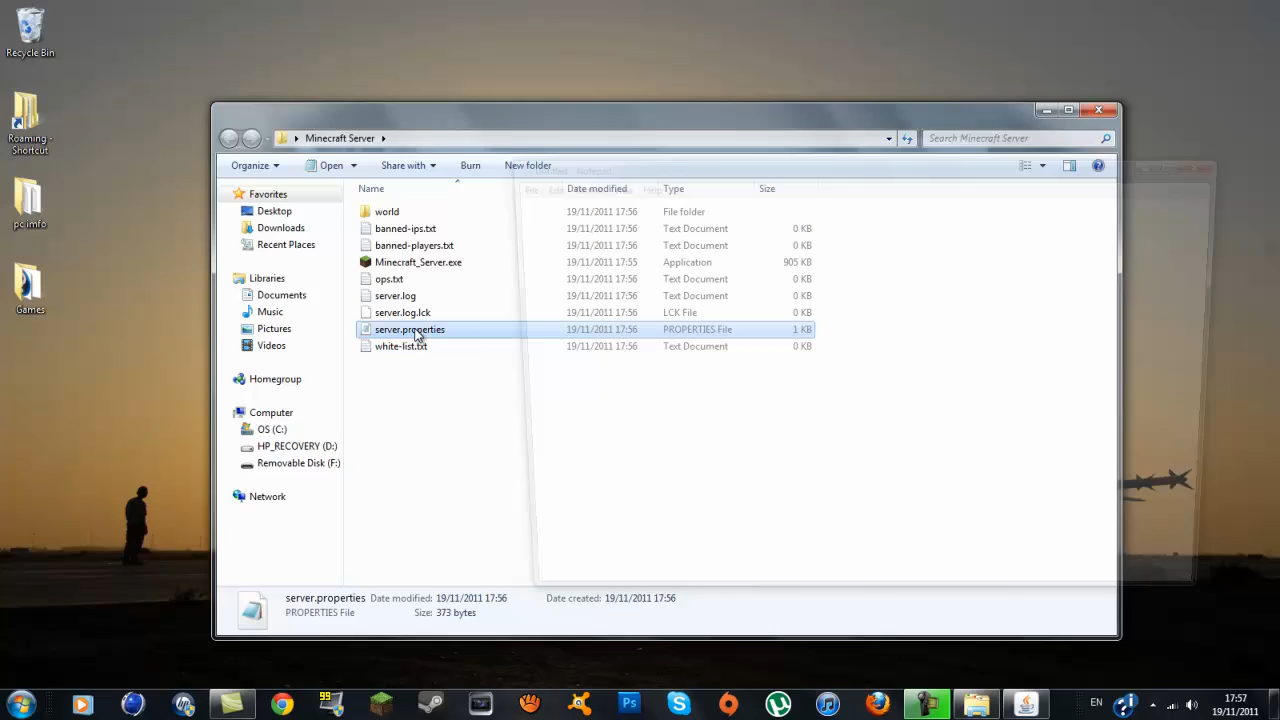 Recycle Bin
Roaming -
Shortcut
pc imfo
Games
Minecraft Server
Search Minecraft Server
Organize Open Share with Burn New folder
Name Date modified Type Size
Favorites
Desktop
Downloads
Recent Places
Libraries
Documents
Music
Pictures
Videos
Homegroup
Computer
OS (C:)
HP_RECOVERY (D:)
Removable Disk (F:)
Network
world 19/11/2011 17:56 File folder
banned-ips.txt 19/11/2011 17:56 Text Document 0 KB
banned-players.txt 19/11/2011 17:56 Text Document 0 KB
Minecraft_Server.exe 19/11/2011 17:55 Application 905 KB
ops.txt 19/11/2011 17:56 Text Document 0 KB
server.log 19/11/2011 17:56 Text Document 0 KB
server.log.lck 19/11/2011 17:56 LCK File 0 KB
server.properties 19/11/2011 17:56 PROPERTIES File 1 KB
white-list.txt 19/11/2011 17:56 Text Document 0 KB
server.properties Date modified: 19/11/2011 17:56 Date created: 19/11/2011 17:56
PROPERTIES File Size: 373 bytes
99
Ps
EN
17:57
19/11/2011